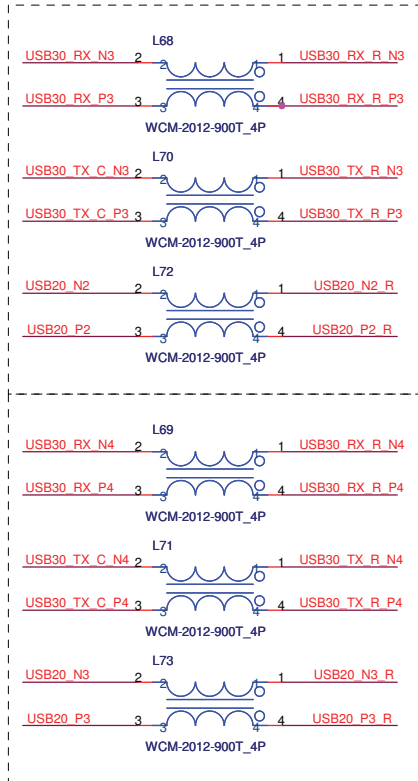 L68
USB30_RX_N3 2 2 1 1 USB30_RX_R_N3
USB30_RX_P3 3 3 4 4 USB30_RX_R_P3
WCM-2012-900T_4P
L70
USB30_TX_C_N3 2 2 1 1 USB30_TX_R_N3
USB30_TX_C_P3 3 3 4 4 USB30_TX_R_P3
WCM-2012-900T_4P
L72
USB20_N2 2 2 1 1 USB20_N2_R
USB20_P2 3 3 4 4 USB20_P2_R
WCM-2012-900T_4P
L69
USB30_RX_N4 2 2 1 1 USB30_RX_R_N4
USB30_RX_P4 3 3 4 4 USB30_RX_R_P4
WCM-2012-900T_4P
L71
USB30_TX_C_N4 2 2 1 1 USB30_TX_R_N4
USB30_TX_C_P4 3 3 4 4 USB30_TX_R_P4
WCM-2012-900T_4P
L73
USB20_N3 2 2 1 1 USB20_N3_R
USB20_P3 3 3 4 4 USB20_P3_R
WCM-2012-900T_4P